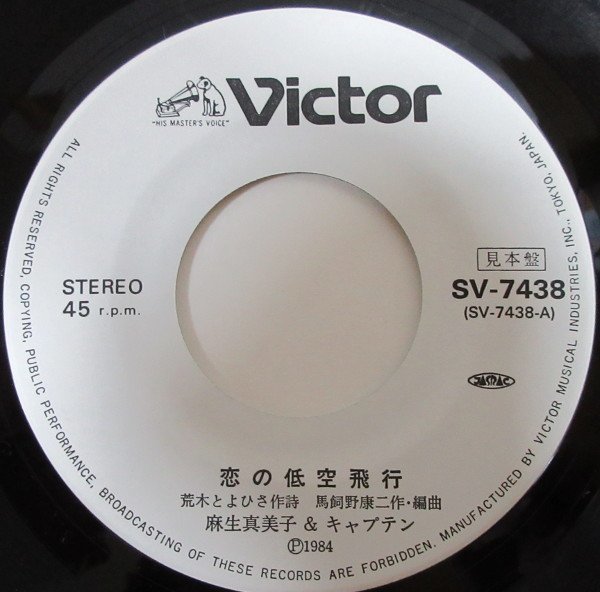 Victor
"HIS MASTER'S VOICE"
STEREO
45 r.p.m.
見本盤
SV-7438
(SV-7438-A)
JASRAC
恋の低空飛行
荒木とよひさ作詩 馬飼野康二作・編曲
麻生真美子 & キャプテン
Ⓟ1984
ALL RIGHTS RESERVED, COPYING, PUBLIC PERFORMANCE, BROADCASTING OF THESE RECORDS ARE FORBIDDEN. MANUFACTURED BY VICTOR MUSICAL INDUSTRIES, INC., TOKYO, JAPAN.